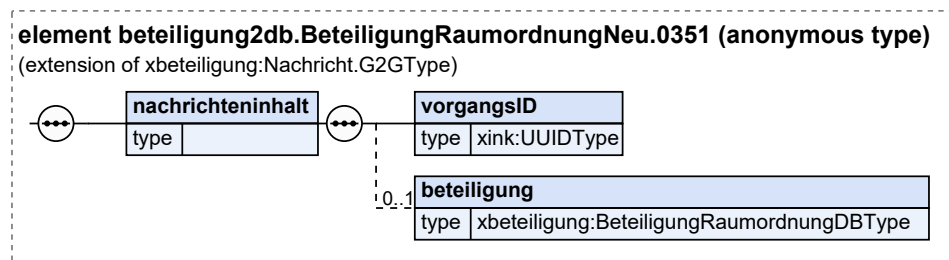 element beteiligung2db.BeteiligungRaumordnungNeu.0351 (anonymous type)
(extension of xbeteiligung:Nachricht.G2GType)
nachrichteninhalt
type
vorgangsID
type xink:UUIDType
0..1
beteiligung
type xbeteiligung:BeteiligungRaumordnungDBType